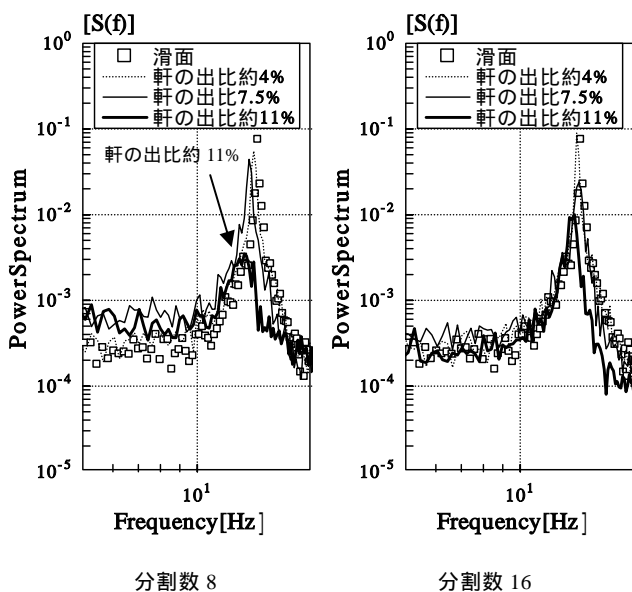 [S(f)]
10⁰
滑面
軒の出比約4%
軒の出比7.5%
軒の出比約11%
10⁻¹
軒の出比約 11%
10⁻²
10⁻³
10⁻⁴
10⁻⁵
PowerSpectrum
10¹
Frequency[Hz]
分割数 8
[S(f)]
10⁰
滑面
軒の出比約4%
軒の出比7.5%
軒の出比約11%
10⁻¹
10⁻²
10⁻³
10⁻⁴
10⁻⁵
PowerSpectrum
10¹
Frequency[Hz]
分割数 16